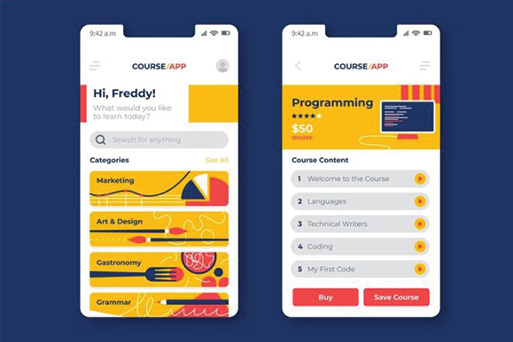 9:42 a.m
COURSE/APP
Hi, Freddy!
What would you like
to learn today?
Search for anything
Categories
See All
Marketing
Art & Design
Gastronomy
Grammar
9:42 a.m
COURSE/APP
Programming
$50
15%OFF
Course Content
1 Welcome to the Course
2 Languages
3 Technical Writers
4 Coding
5 My First Code
Buy
Save Course